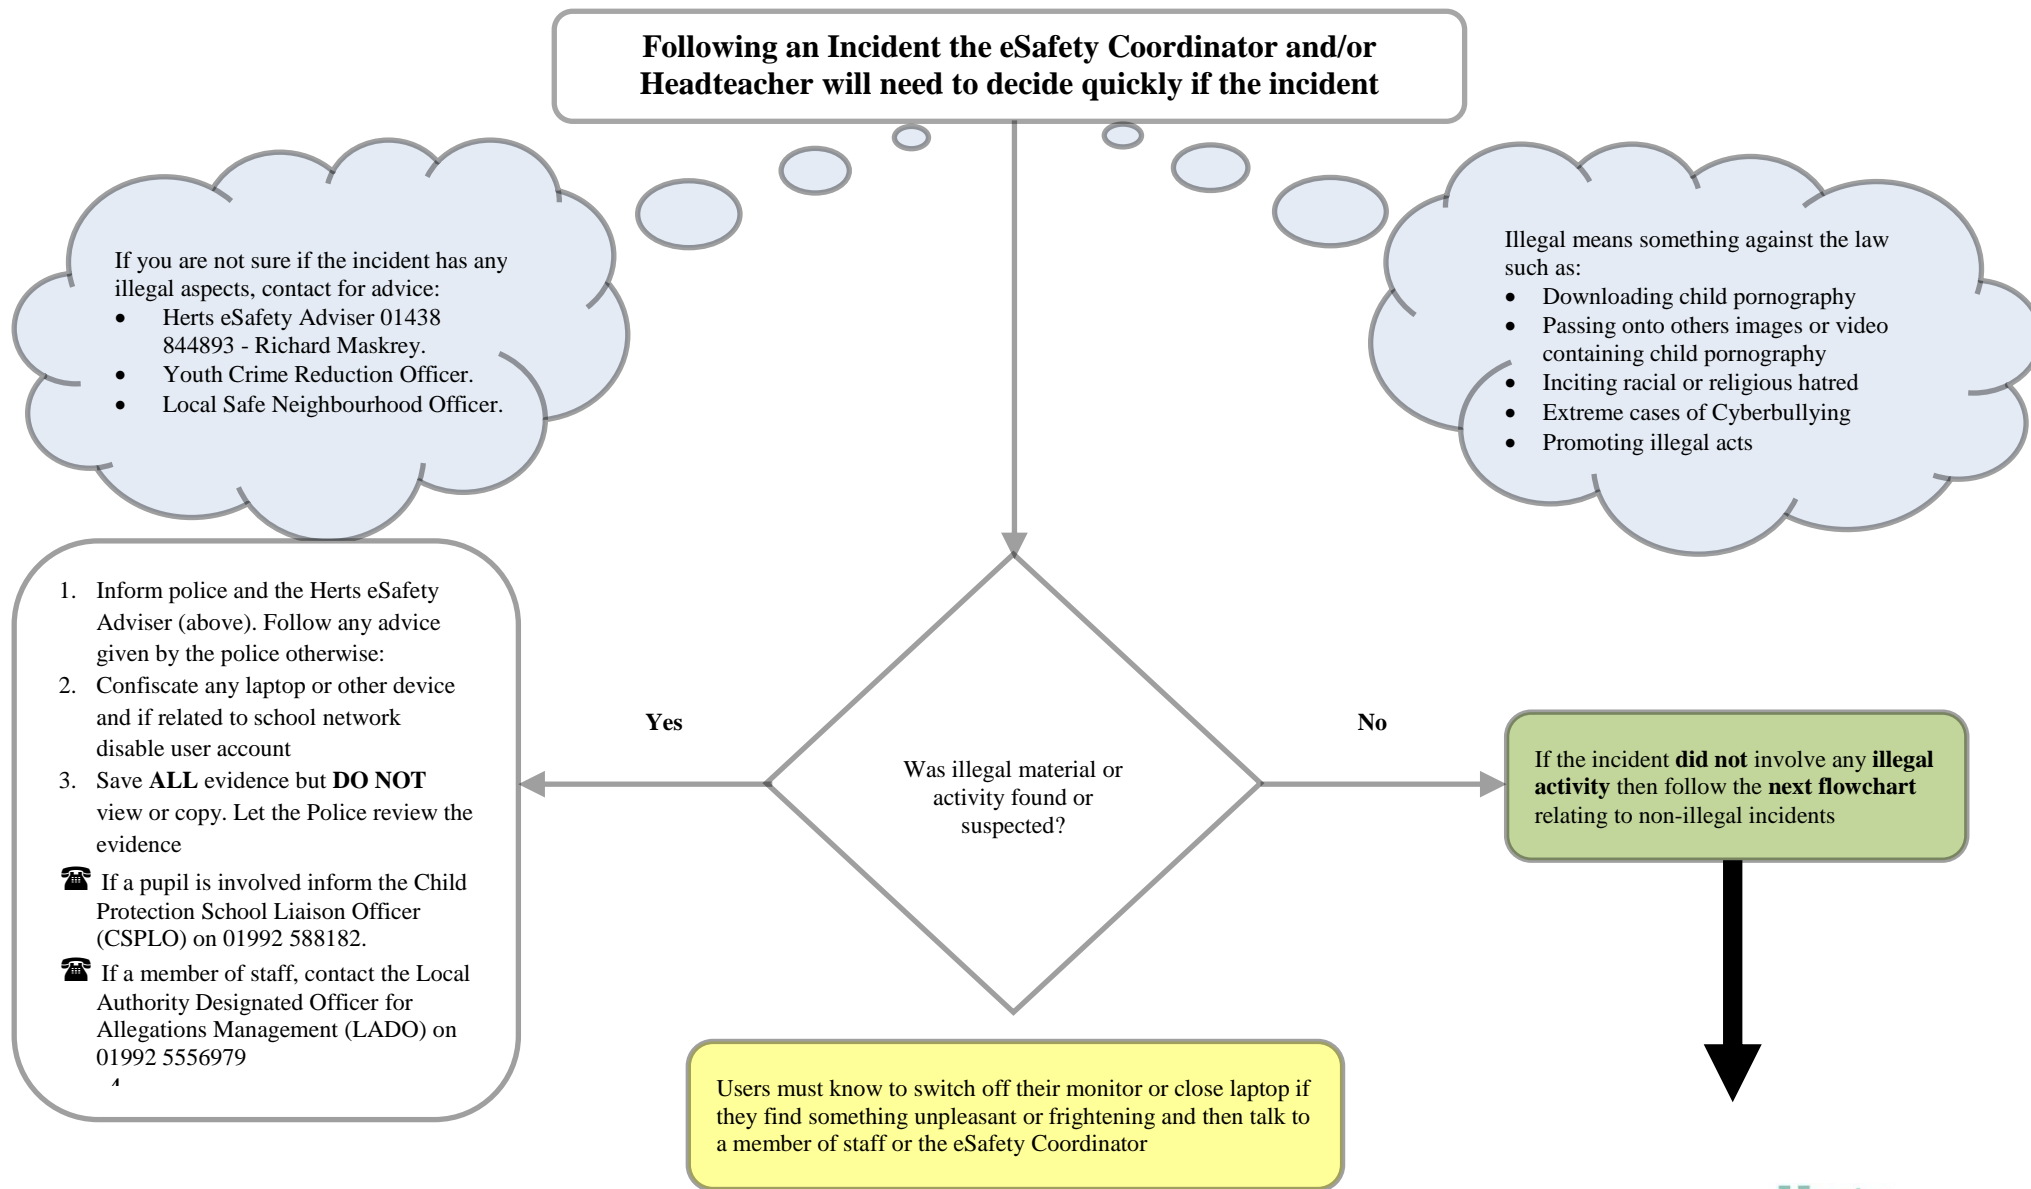 Following an Incident the eSafety Coordinator and/or
Headteacher will need to decide quickly if the incident
If you are not sure if the incident has any
illegal aspects, contact for advice:
• Herts eSafety Adviser 01438
844893 - Richard Maskrey.
• Youth Crime Reduction Officer.
• Local Safe Neighbourhood Officer.
Illegal means something against the law
such as:
• Downloading child pornography
• Passing onto others images or video
containing child pornography
• Inciting racial or religious hatred
• Extreme cases of Cyberbullying
• Promoting illegal acts
1. Inform police and the Herts eSafety
Adviser (above). Follow any advice
given by the police otherwise:
2. Confiscate any laptop or other device
and if related to school network
disable user account
3. Save ALL evidence but DO NOT
view or copy. Let the Police review the
evidence
☎ If a pupil is involved inform the Child
Protection School Liaison Officer
(CSPLO) on 01992 588182.
☎ If a member of staff, contact the Local
Authority Designated Officer for
Allegations Management (LADO) on
01992 5556979
Yes
Was illegal material or
activity found or
suspected?
No
If the incident did not involve any illegal
activity then follow the next flowchart
relating to non-illegal incidents
Users must know to switch off their monitor or close laptop if
they find something unpleasant or frightening and then talk to
a member of staff or the eSafety Coordinator